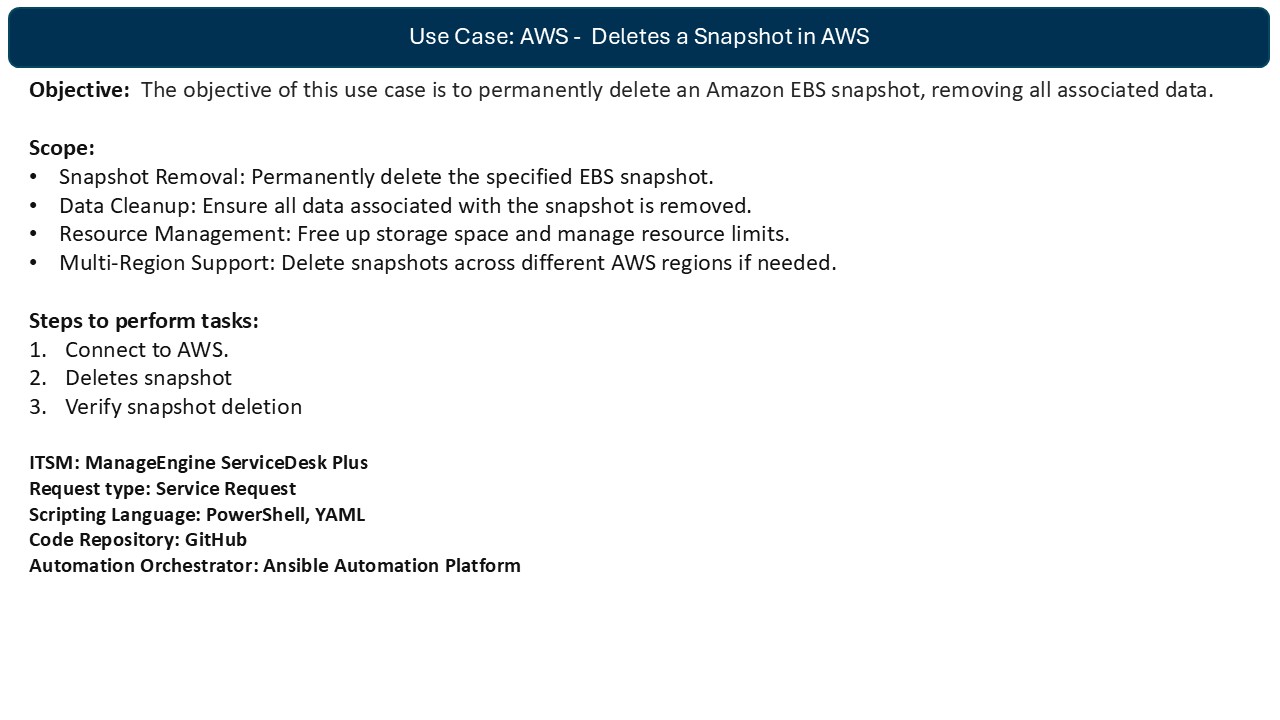 Use Case: AWS -  Deletes a Snapshot in AWS
Objective:  The objective of this use case is to permanently delete an Amazon EBS snapshot, removing all associated data.
Scope:
• Snapshot Removal: Permanently delete the specified EBS snapshot.
• Data Cleanup: Ensure all data associated with the snapshot is removed.
• Resource Management: Free up storage space and manage resource limits.
• Multi-Region Support: Delete snapshots across different AWS regions if needed.
Steps to perform tasks:
1. Connect to AWS.
2. Deletes snapshot
3. Verify snapshot deletion
ITSM: ManageEngine ServiceDesk Plus
Request type: Service Request
Scripting Language: PowerShell, YAML
Code Repository: GitHub
Automation Orchestrator: Ansible Automation Platform